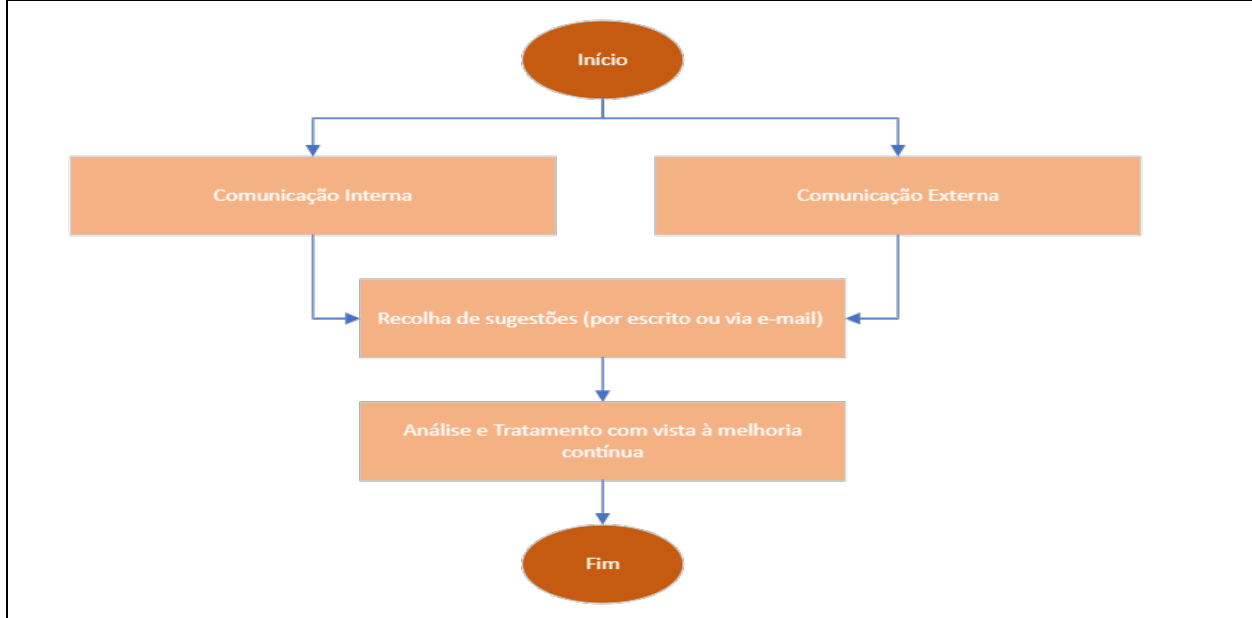 Início
Comunicação Interna
Comunicação Externa
Recolha de sugestões (por escrito ou via e-mail)
Análise e Tratamento com vista à melhoria
contínua
Fim